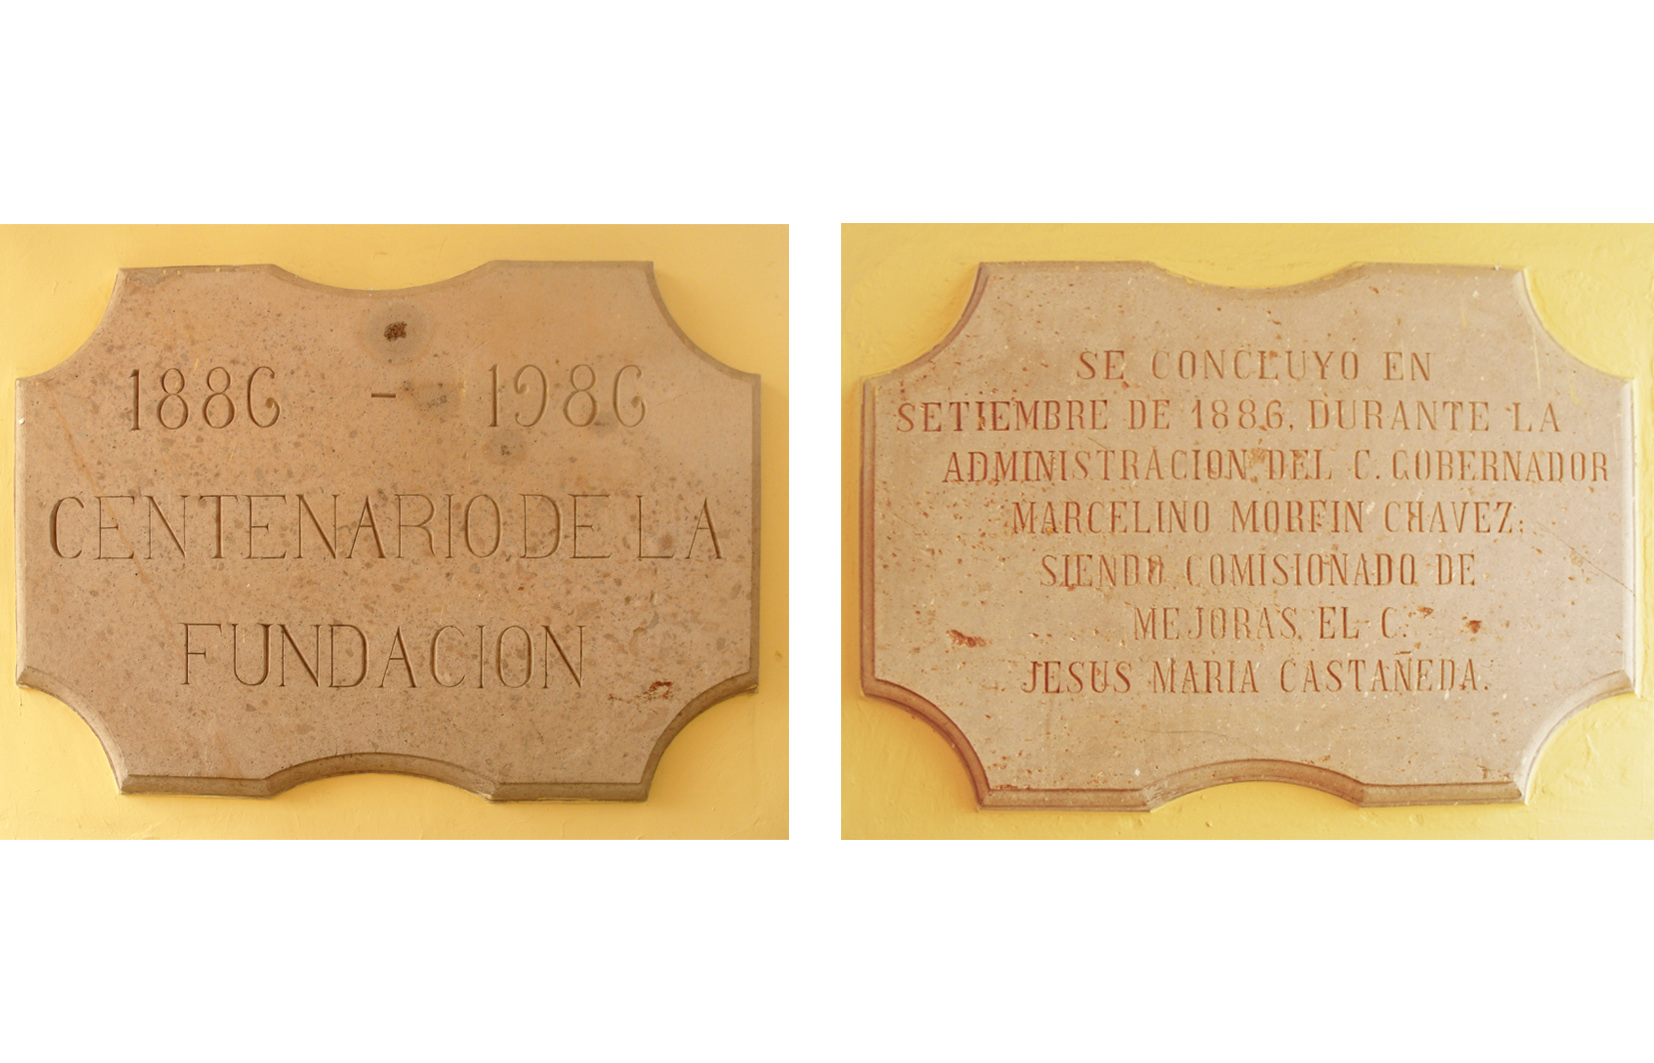 1886 - 1986
CENTENARIO DE LA
FUNDACION
SE CONCLUYÓ EN
SETIEMBRE DE 1886, DURANTE LA
ADMINISTRACION DEL C. GOBERNADOR
MARCELINO MORFIN CHAVEZ;
SIENDO COMISIONADO DE
MEJORAS, EL C.
JESUS MARIA CASTAÑEDA.